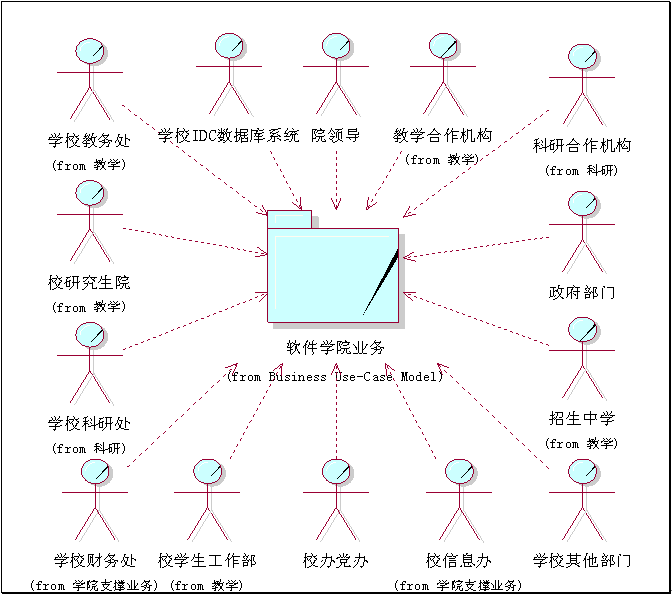 学校IDC数据库系统
院领导
教学合作机构
(from 教学)
学校教务处
(from 教学)
科研合作机构
(from 科研)
校研究生院
(from 教学)
政府部门
软件学院业务
(from Business Use-Case Model)
学校科研处
(from 科研)
招生中学
(from 教学)
学校财务处
(from 学院支撑业务)
校学生工作部
(from 教学)
校办党办
校信息办
(from 学院支撑业务)
学校其他部门